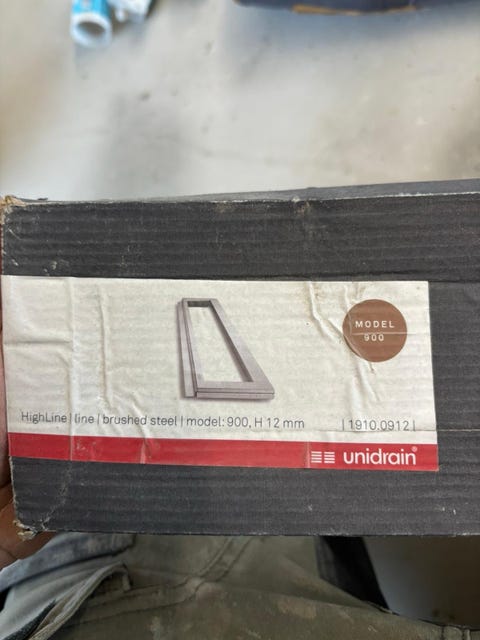 MODEL
900
HighLine | line | brushed steel | model: 900, H 12 mm | 1910.0912 |
unidrain®